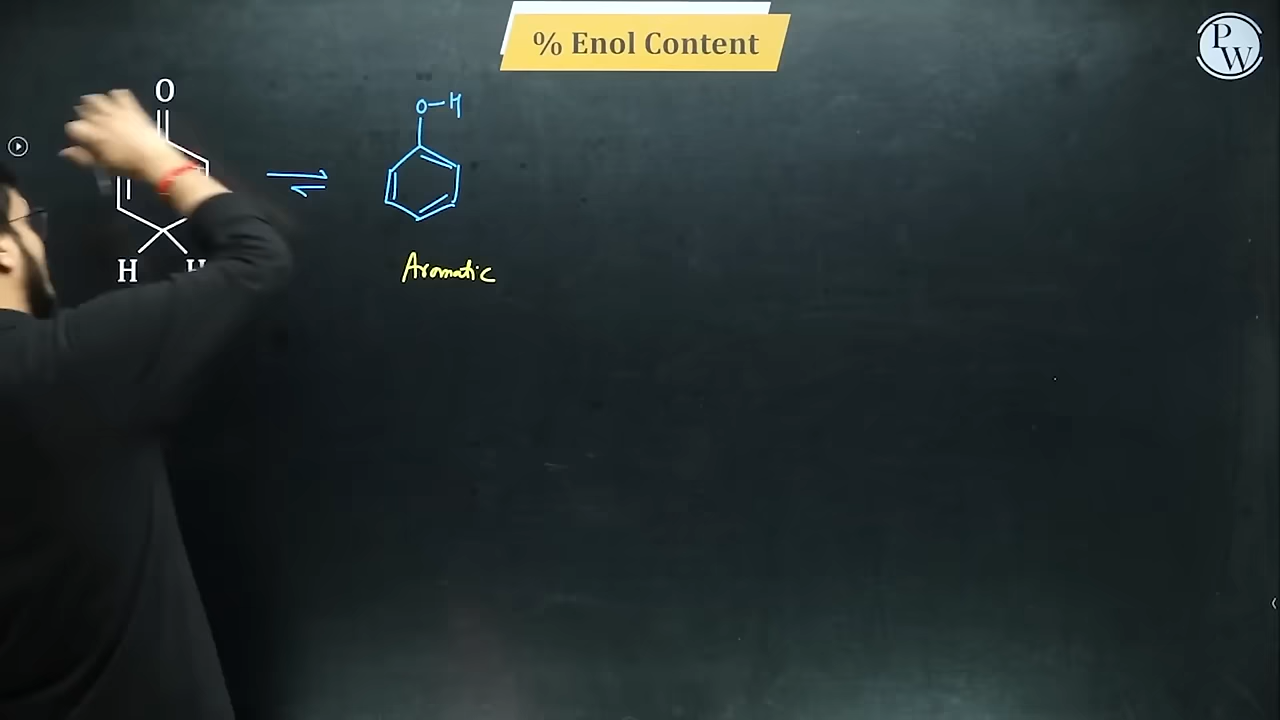 % Enol Content
PW
O
O-H
H H
Aromatic